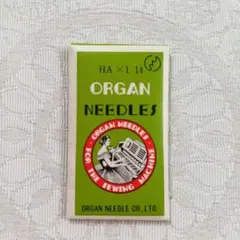 HA ×1 14
ORGAN
NEEDLES
ORGAN NEEDLES
FOR THE SEWING MACHINE
ORGAN NEEDLE CO., LTD.